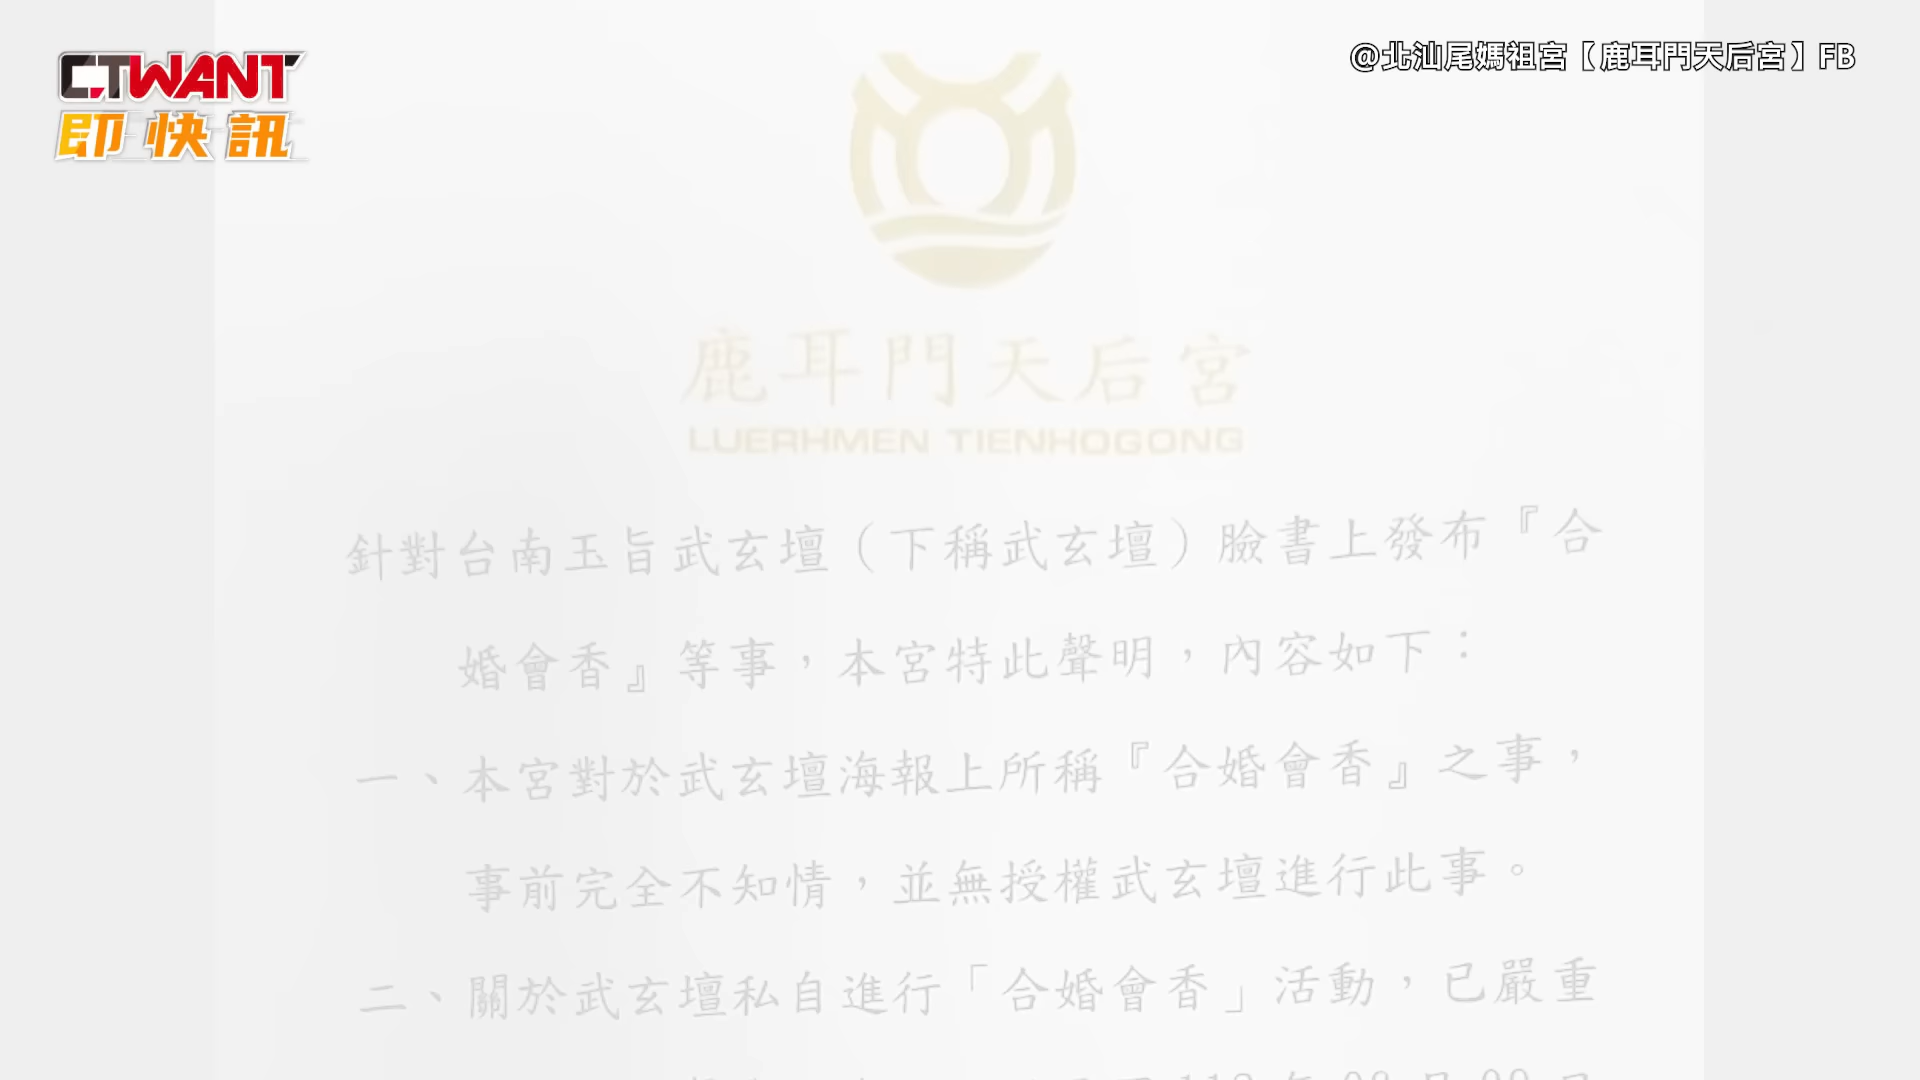 CTWANT
即快訊
@北汕尾媽祖宮【鹿耳門天后宮】FB
鹿耳門天后宮
LUERHMEN TIENHOGONG
針對台南玉旨武玄壇（下稱武玄壇）臉書上發布『合
婚會香』等事，本宮特此聲明，內容如下：
一、本宮對於武玄壇海報上所稱『合婚會香』之事，
事前完全不知情，並無授權武玄壇進行此事。
二、關於武玄壇私自進行「合婚會香」活動，已嚴重